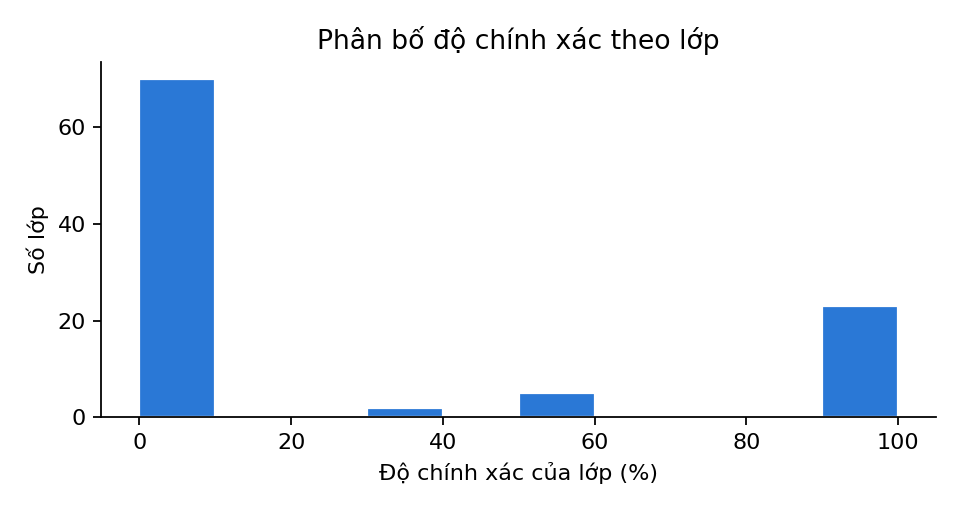 Phân bố độ chính xác theo lớp
Số lớp
60
40
20
0
0 20 40 60 80 100
Độ chính xác của lớp (%)